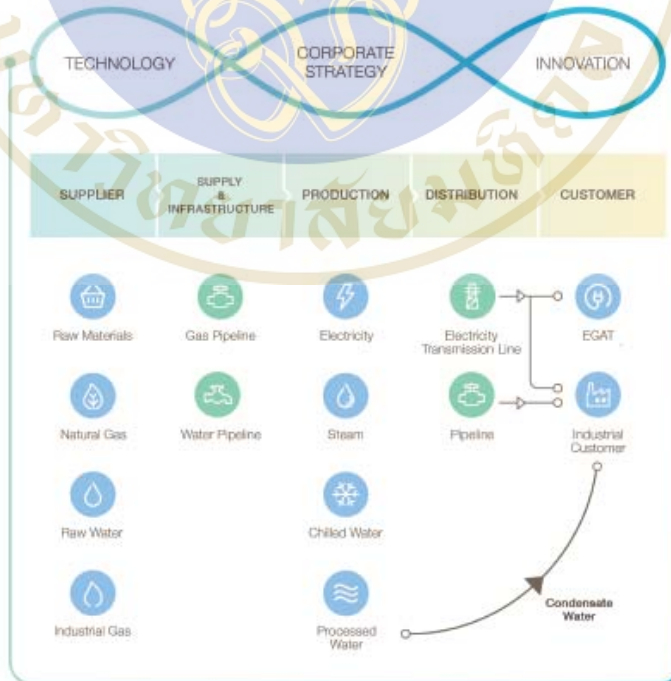 TECHNOLOGY
CORPORATE
STRATEGY
INNOVATION
SUPPLIER
SUPPLY
&
INFRASTRUCTURE
PRODUCTION
DISTRIBUTION
CUSTOMER
Raw Materials
Gas Pipeline
Electricity
Electricity
Transmission Line
EGAT
Natural Gas
Water Pipeline
Steam
Pipeline
Industrial
Customer
Raw Water
Chilled Water
Industrial Gas
Processed
Water
Condensate
Water